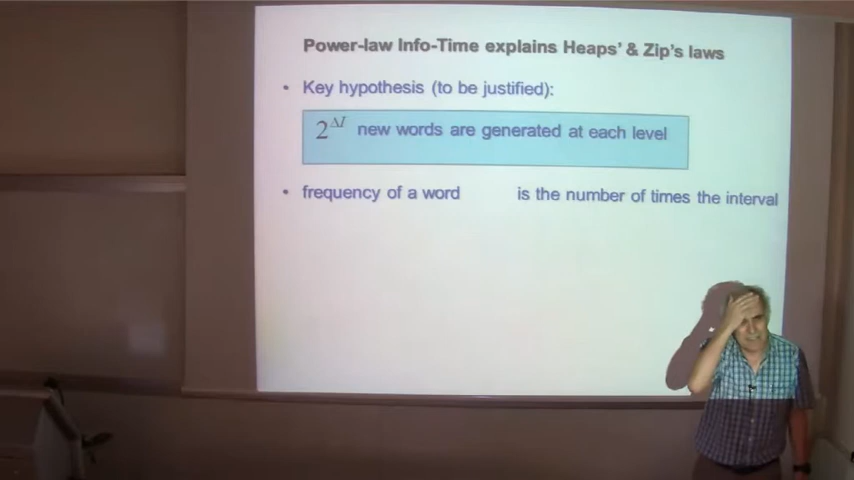 Power-law Info-Time explains Heaps' & Zip's laws
• Key hypothesis (to be justified):
2^{ΔI} new words are generated at each level
• frequency of a word is the number of times the interval